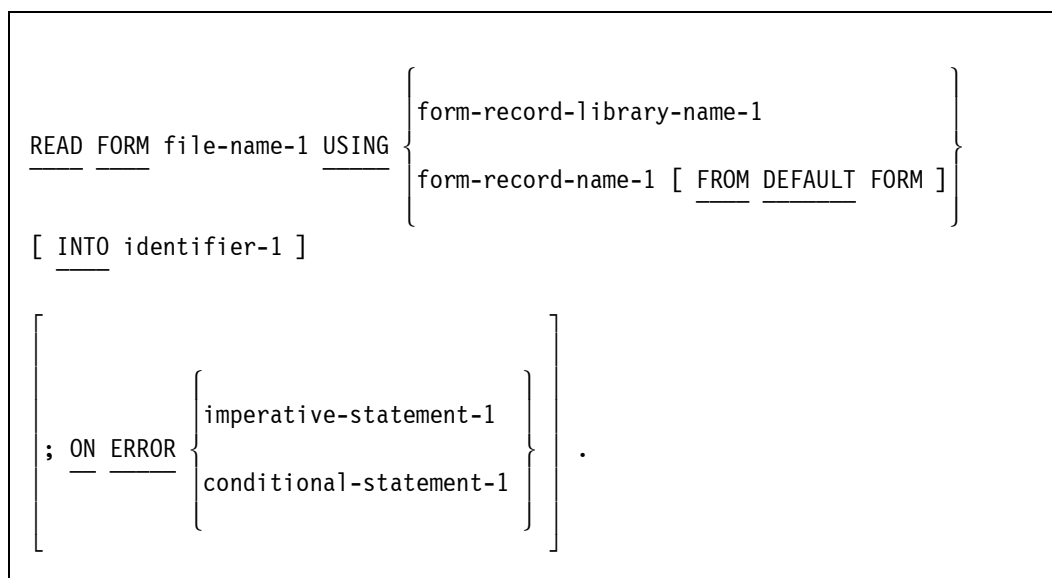 form-record-library-name-1
READ FORM file-name-1 USING
form-record-name-1 [ FROM DEFAULT FORM ]
[ INTO identifier-1 ]
imperative-statement-1
; ON ERROR
conditional-statement-1
.